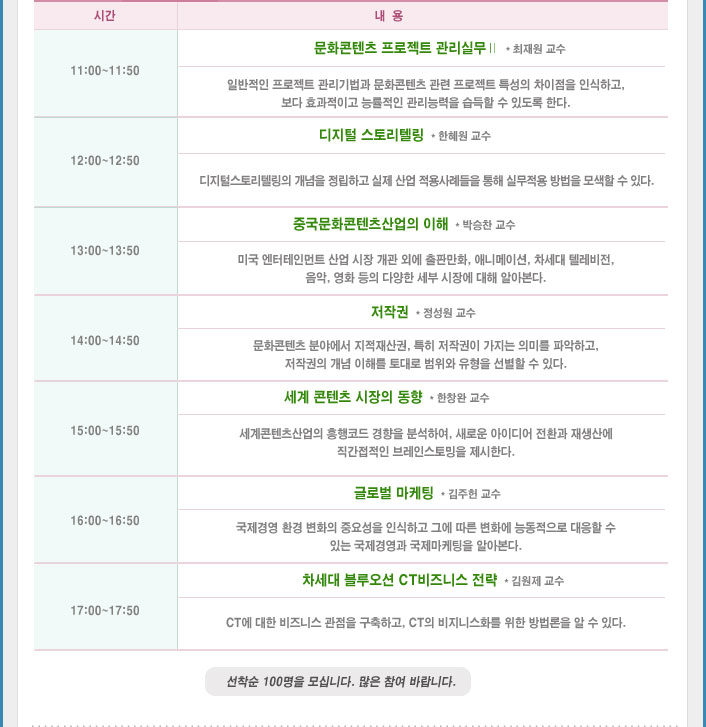 시간 내 용
문화콘텐츠 프로젝트 관리실무 II * 최재원 교수
11:00~11:50
일반적인 프로젝트 관리기법과 문화콘텐츠 관련 프로젝트 특성의 차이점을 인식하고,
보다 효과적이고 능률적인 관리능력을 습득할 수 있도록 한다.
디지털 스토리텔링 * 한혜원 교수
12:00~12:50
디지털스토리텔링의 개념을 정립하고 실제 산업 적용사례들을 통해 실무적용 방법을 모색할 수 있다.
중국문화콘텐츠산업의 이해 * 박승찬 교수
13:00~13:50
미국 엔터테인먼트 산업 시장 개관 외에 출판만화, 애니메이션, 차세대 텔레비전,
음악, 영화 등의 다양한 세부 시장에 대해 알아본다.
저작권 * 정성원 교수
14:00~14:50
문화콘텐츠 분야에서 지적재산권, 특히 저작권이 가지는 의미를 파악하고,
저작권의 개념 이해를 토대로 범위와 유형을 선별할 수 있다.
세계 콘텐츠 시장의 동향 * 한창완 교수
15:00~15:50
세계콘텐츠산업의 흥행코드 경향을 분석하여, 새로운 아이디어 전환과 재생산에
직간접적인 브레인스토밍을 제시한다.
글로벌 마케팅 * 김주헌 교수
16:00~16:50
국제경영 환경 변화의 중요성을 인식하고 그에 따른 변화에 능동적으로 대응할 수
있는 국제경영과 국제마케팅을 알아본다.
차세대 블루오션 CT비즈니스 전략 * 김원제 교수
17:00~17:50
CT에 대한 비즈니스 관점을 구축하고, CT의 비지니스화를 위한 방법론을 알 수 있다.
선착순 100명을 모십니다. 많은 참여 바랍니다.